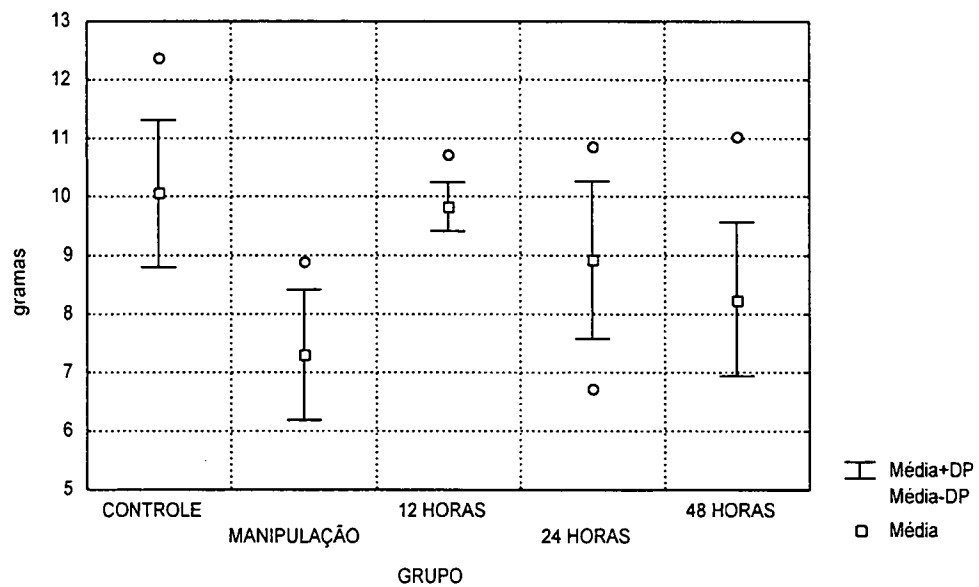 13
12
11
10
9
8
7
6
5
gramas
CONTROLE
MANIPULAÇÃO
12 HORAS
24 HORAS
48 HORAS
GRUPO
Média+DP
Média-DP
Média